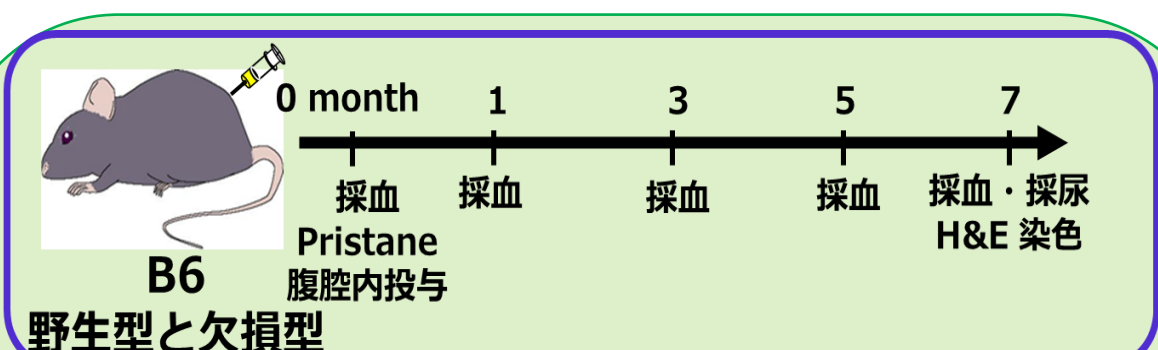 0 month 1 3 5 7
採血 採血 採血 採血 採血・採尿
Pristane H&E 染色
腹腔内投与
B6
野生型と欠損型